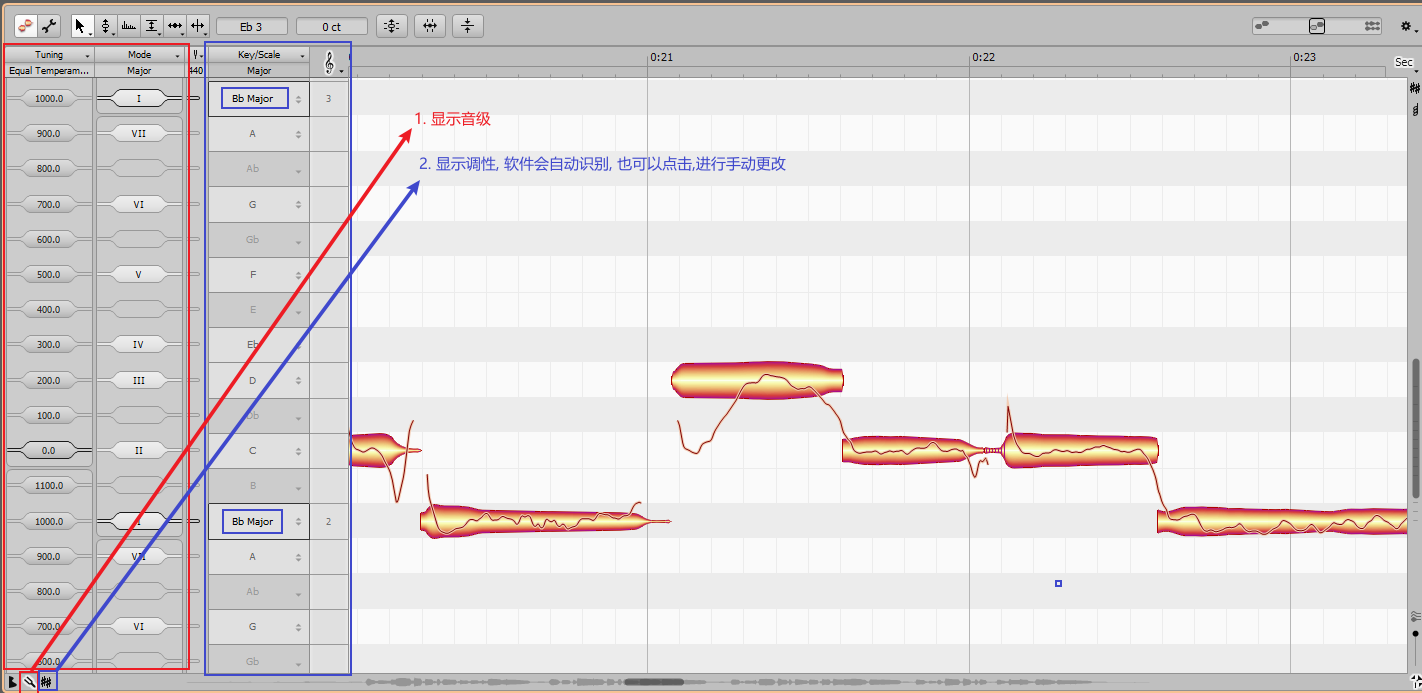 Eb 3
0 ct
Tuning
Mode
Key/Scale
Equal Temperam...
Major
440
Major
0:21
0:22
0:23
Sec
1000.0
I
Bb Major
3
1. 显示音级
900.0
VII
A
2. 显示调性, 软件会自动识别, 也可以点击,进行手动更改
800.0
Ab
700.0
VI
G
600.0
Gb
500.0
V
F
400.0
E
300.0
IV
Eb
200.0
III
D
100.0
Db
0.0
II
C
1100.0
B
1000.0
I
Bb Major
2
900.0
VII
A
800.0
Ab
700.0
VI
G
600.0
Gb